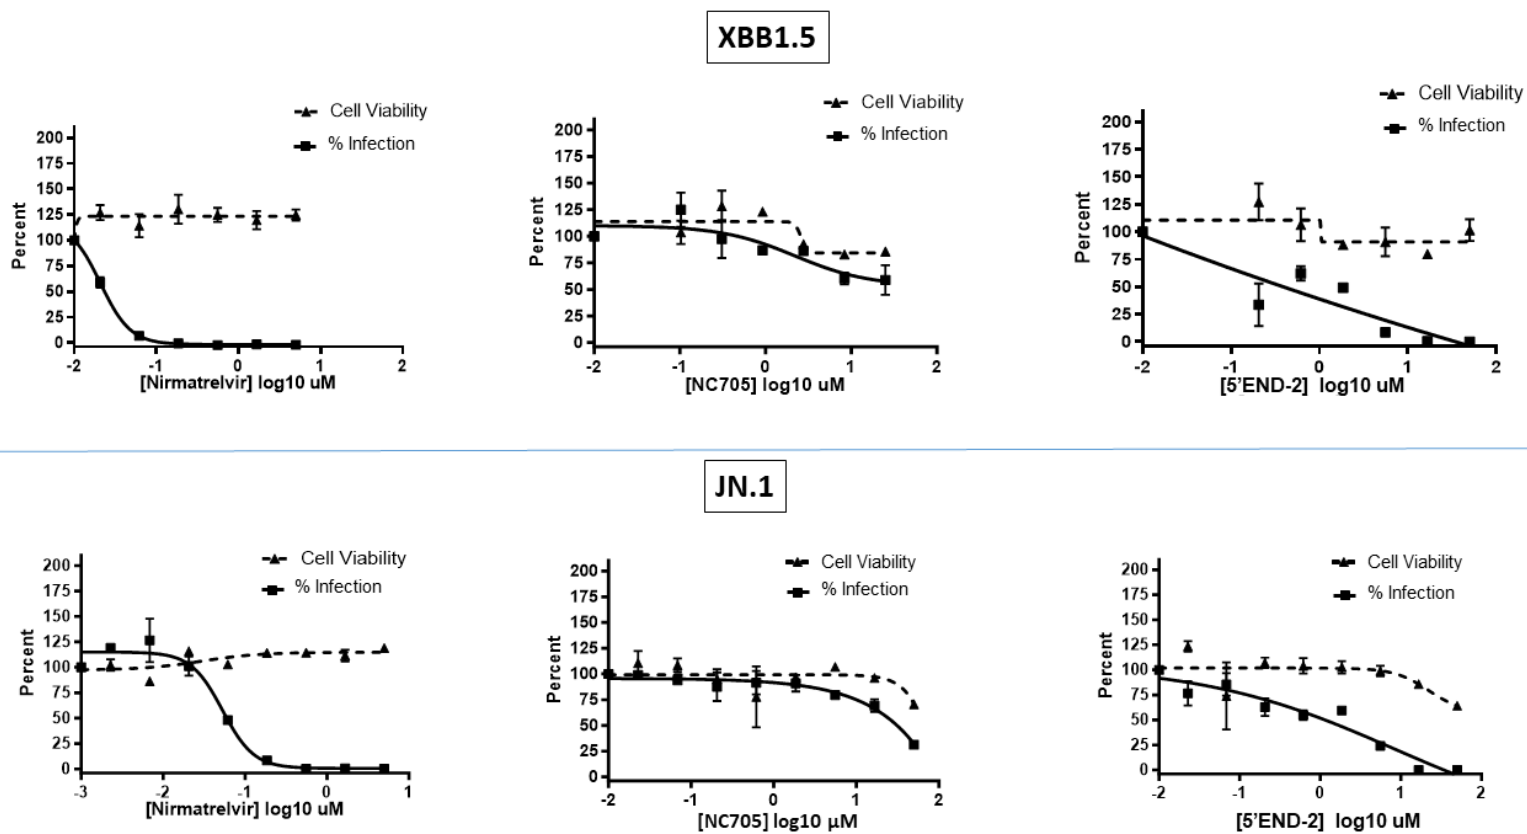 XBB1.5
Cell Viability
% Infection
200
175
150
125
100
75
50
25
0
Percent
-2 -1 0 1 2
[Nirmatrelvir] log10 uM
Cell Viability
% Infection
200
175
150
125
100
75
50
25
0
Percent
-2 -1 0 1 2
[NC705] log10 uM
Cell Viability
% Infection
200
175
150
125
100
75
50
25
0
Percent
-2 -1 0 1 2
[5'END-2] log10 uM
JN.1
Cell Viability
% Infection
200
175
150
125
100
75
50
25
0
Percent
-3 -2 -1 0 1
[Nirmatrelvir] log10 uM
Cell Viability
% Infection
200
175
150
125
100
75
50
25
0
Percent
-2 -1 0 1 2
[NC705] log10 μM
Cell Viability
% Infection
200
175
150
125
100
75
50
25
0
Percent
-2 -1 0 1 2
[5'END-2] log10 uM